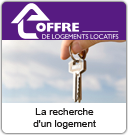 OFFRE
DE LOGEMENTS LOCATIFS
La recherche
d'un logement